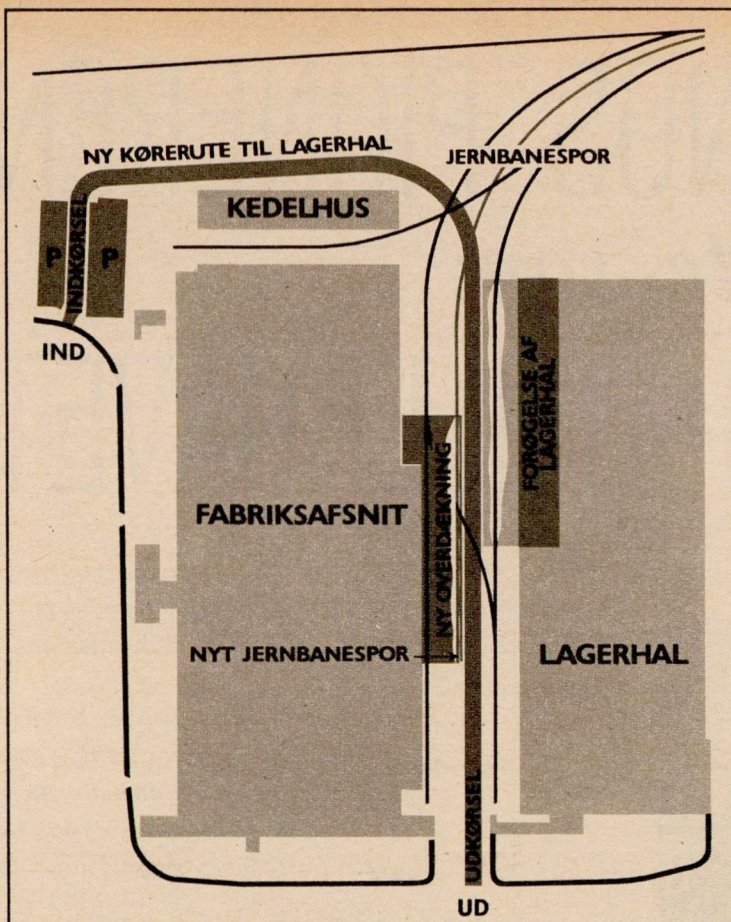 NY KØRERUTE TIL LAGERHAL
JERNBANESPOR
KEDELHUS
P
INDKØRSEL
P
IND
FORØGELSE AF
LAGERHAL
NY OVERDÆKNING
FABRIKSAFSNIT
NYT JERNBANESPOR
LAGERHAL
UDKØRSEL
UD